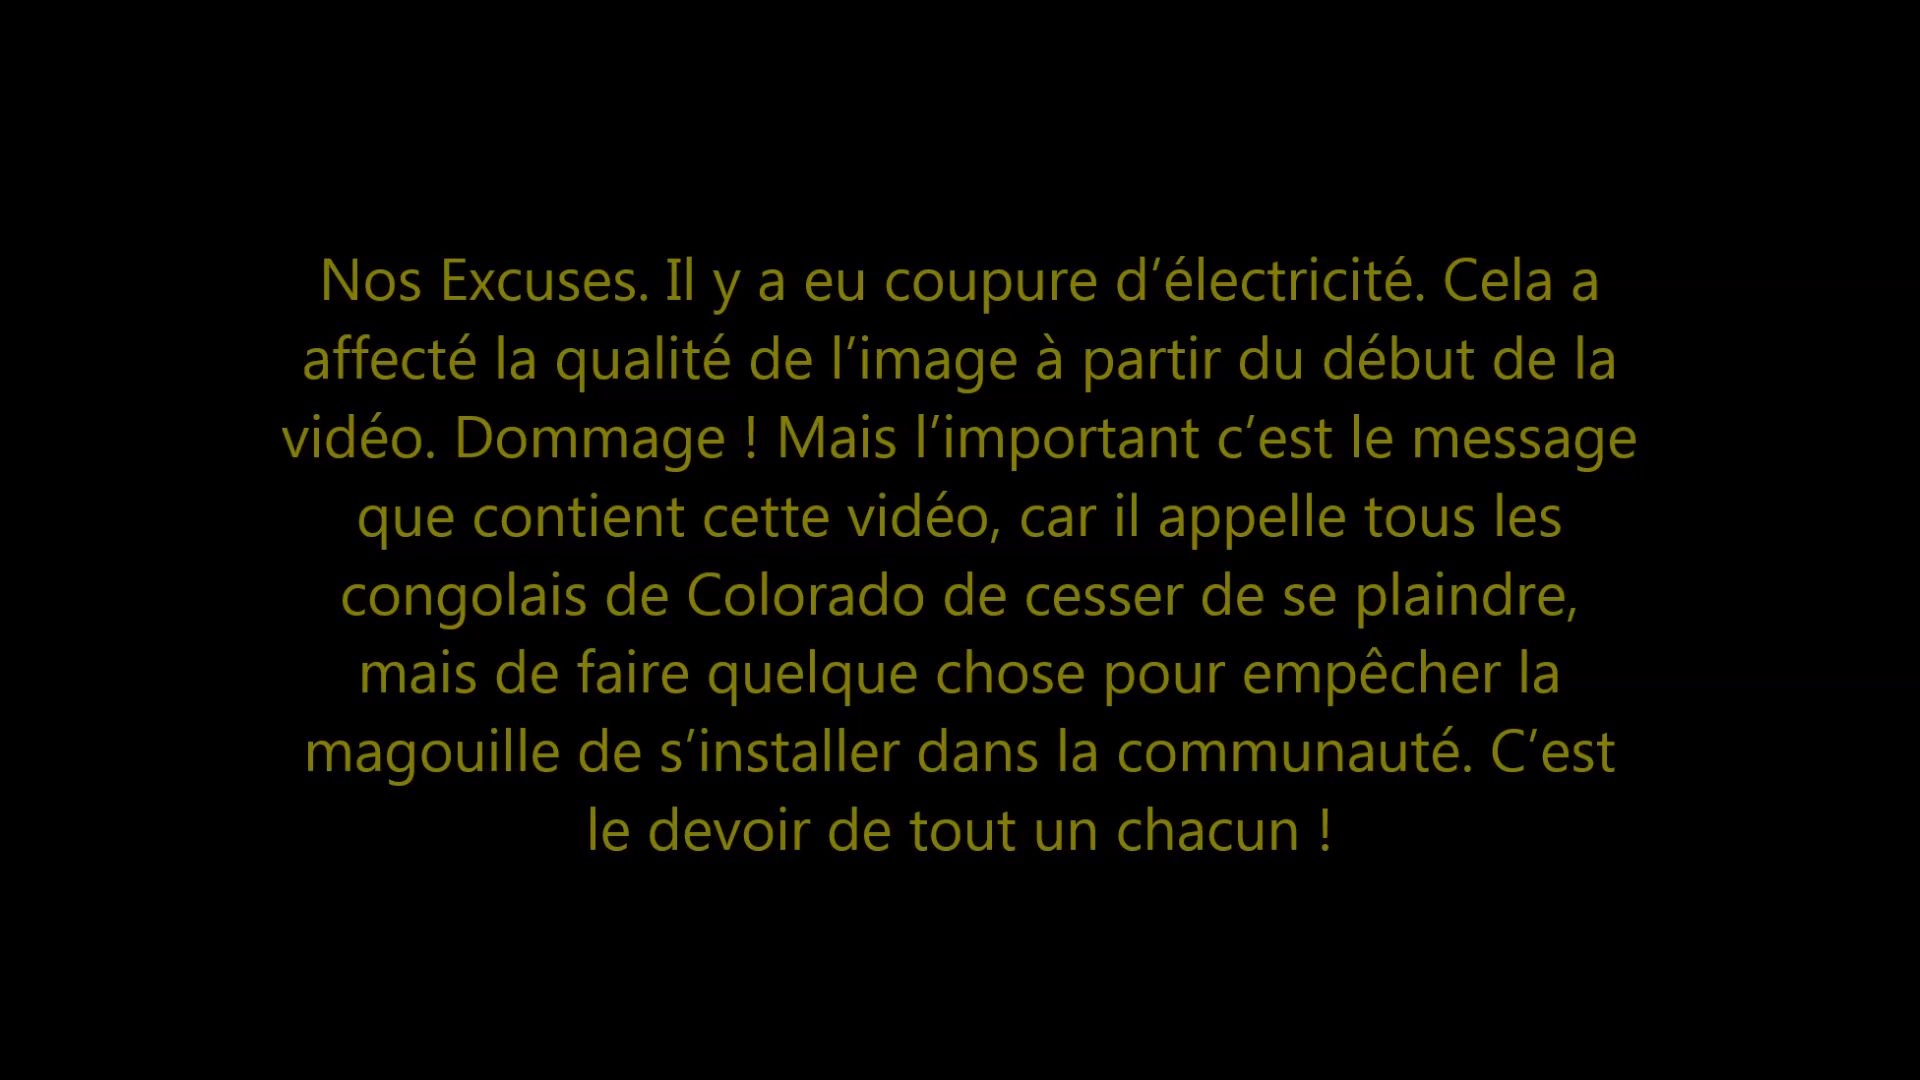 Nos Excuses. Il y a eu coupure d’électricité. Cela a
affecté la qualité de l’image à partir du début de la
vidéo. Dommage ! Mais l’important c’est le message
que contient cette vidéo, car il appelle tous les
congolais de Colorado de cesser de se plaindre,
mais de faire quelque chose pour empêcher la
magouille de s’installer dans la communauté. C’est
le devoir de tout un chacun !